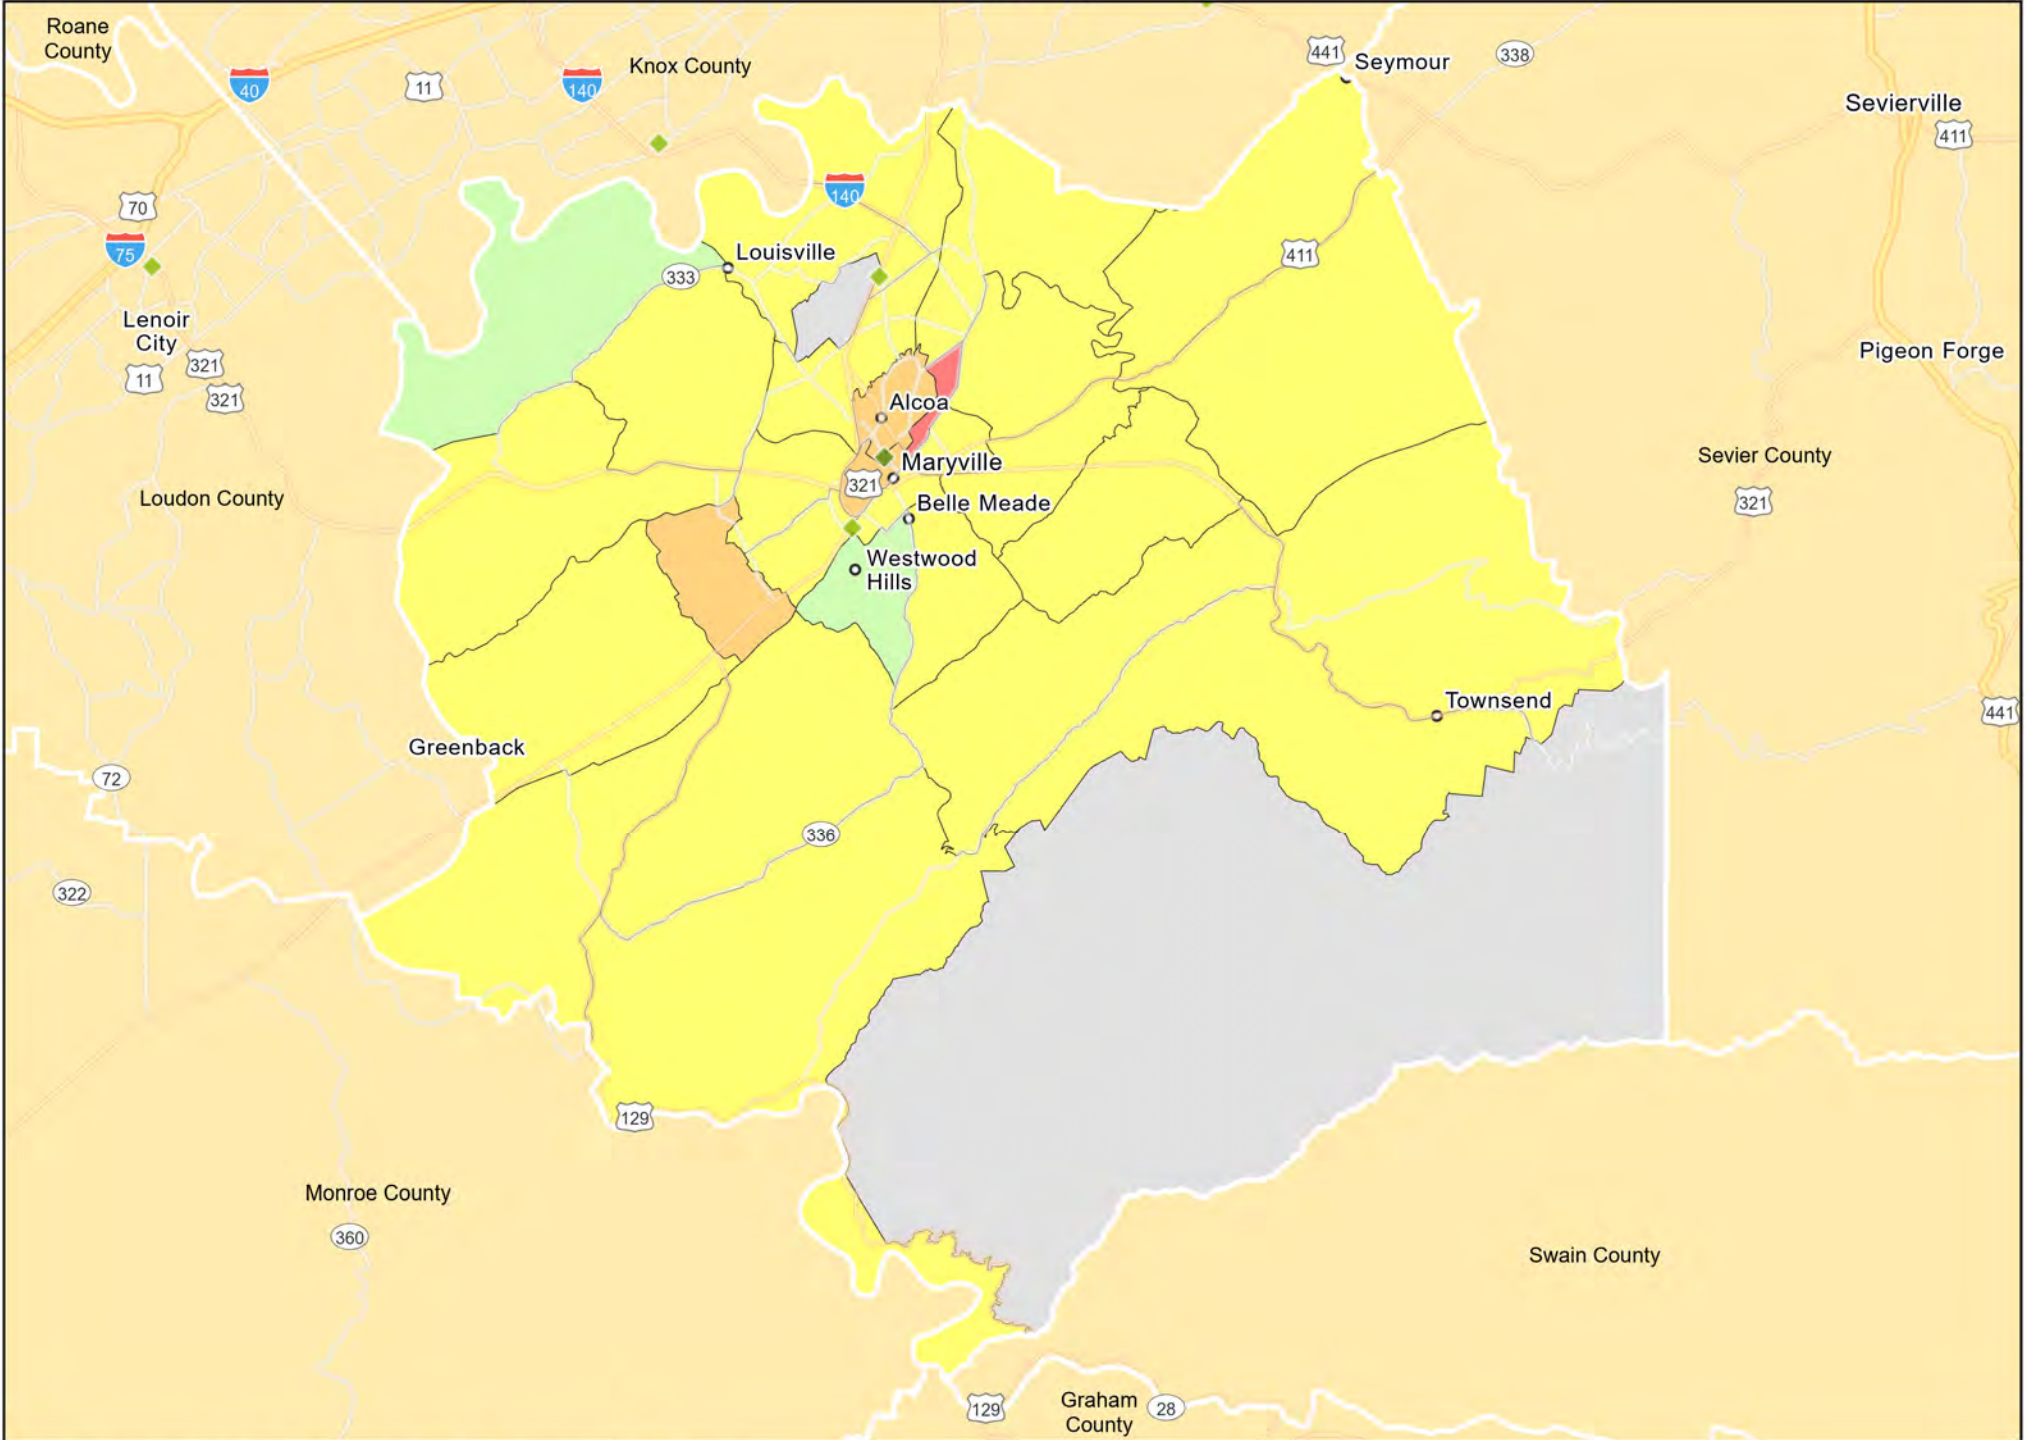 Roane
County
40
11
140
Knox County
441
Seymour
338
Sevierville
411
70
75
140
Louisville
333
411
Lenoir
City
321
11
321
Pigeon Forge
Alcoa
Maryville
321
Belle Meade
Westwood
Hills
Loudon County
Sevier County
321
Townsend
441
Greenback
72
336
322
129
Monroe County
360
Swain County
129
Graham
County
28